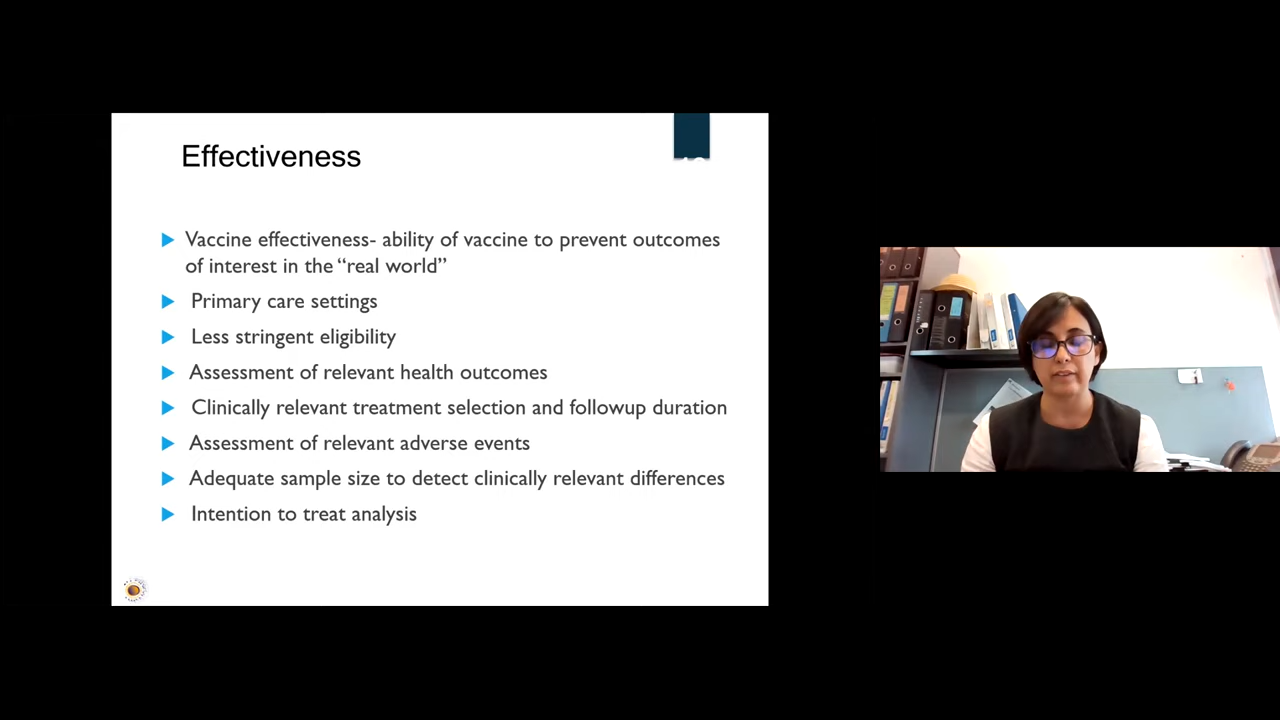 Effectiveness
Vaccine effectiveness- ability of vaccine to prevent outcomes
of interest in the “real world”
Primary care settings
Less stringent eligibility
Assessment of relevant health outcomes
Clinically relevant treatment selection and followup duration
Assessment of relevant adverse events
Adequate sample size to detect clinically relevant differences
Intention to treat analysis